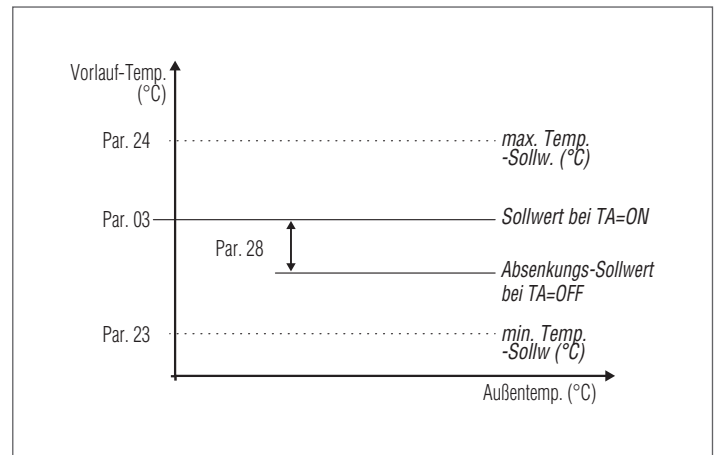 Vorlauf-Temp.
(°C)
Par. 24
max. Temp.
-Sollw. (°C)
Par. 03
Sollwert bei TA=ON
Par. 28
Absenkungs-Sollwert
bei TA=OFF
Par. 23
min. Temp.
-Sollw (°C)
Außentemp. (°C)